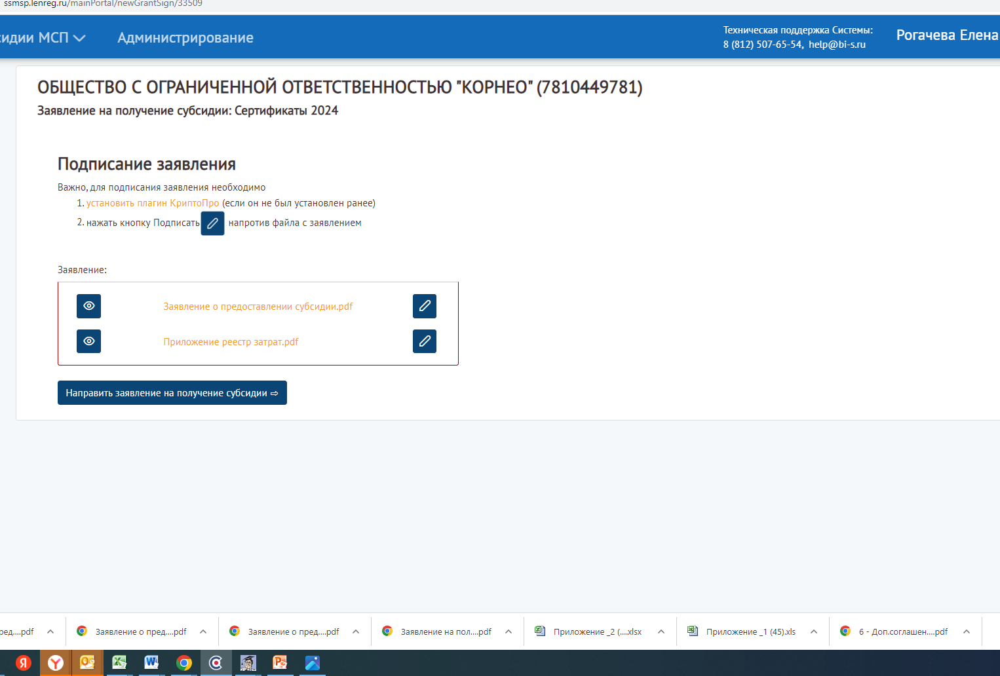 ssmsp.lenreg.ru/mainPortal/newGrantSign/33509
сидии МСП
Администрирование
Техническая поддержка Системы:
8 (812) 507-65-54, help@bi-s.ru
Рогачева Елена
ОБЩЕСТВО С ОГРАНИЧЕННОЙ ОТВЕТСТВЕННОСТЬЮ "КОРНЕО" (7810449781)
Заявление на получение субсидии: Сертификаты 2024
Подписание заявления
Важно, для подписания заявления необходимо
1. установить плагин КриптоПро (если он не был установлен ранее)
2. нажать кнопку Подписать напротив файла с заявлением
Заявление:
Заявление о предоставлении субсидии.pdf
Приложение реестр затрат.pdf
Направить заявление на получение субсидии ⇨
ред....pdf
Заявление о пред....pdf
Заявление о пред....pdf
Заявление на пол....pdf
Приложение _2 (....xlsx
Приложение _1 (45).xls
6 - Доп.соглашен....pdf